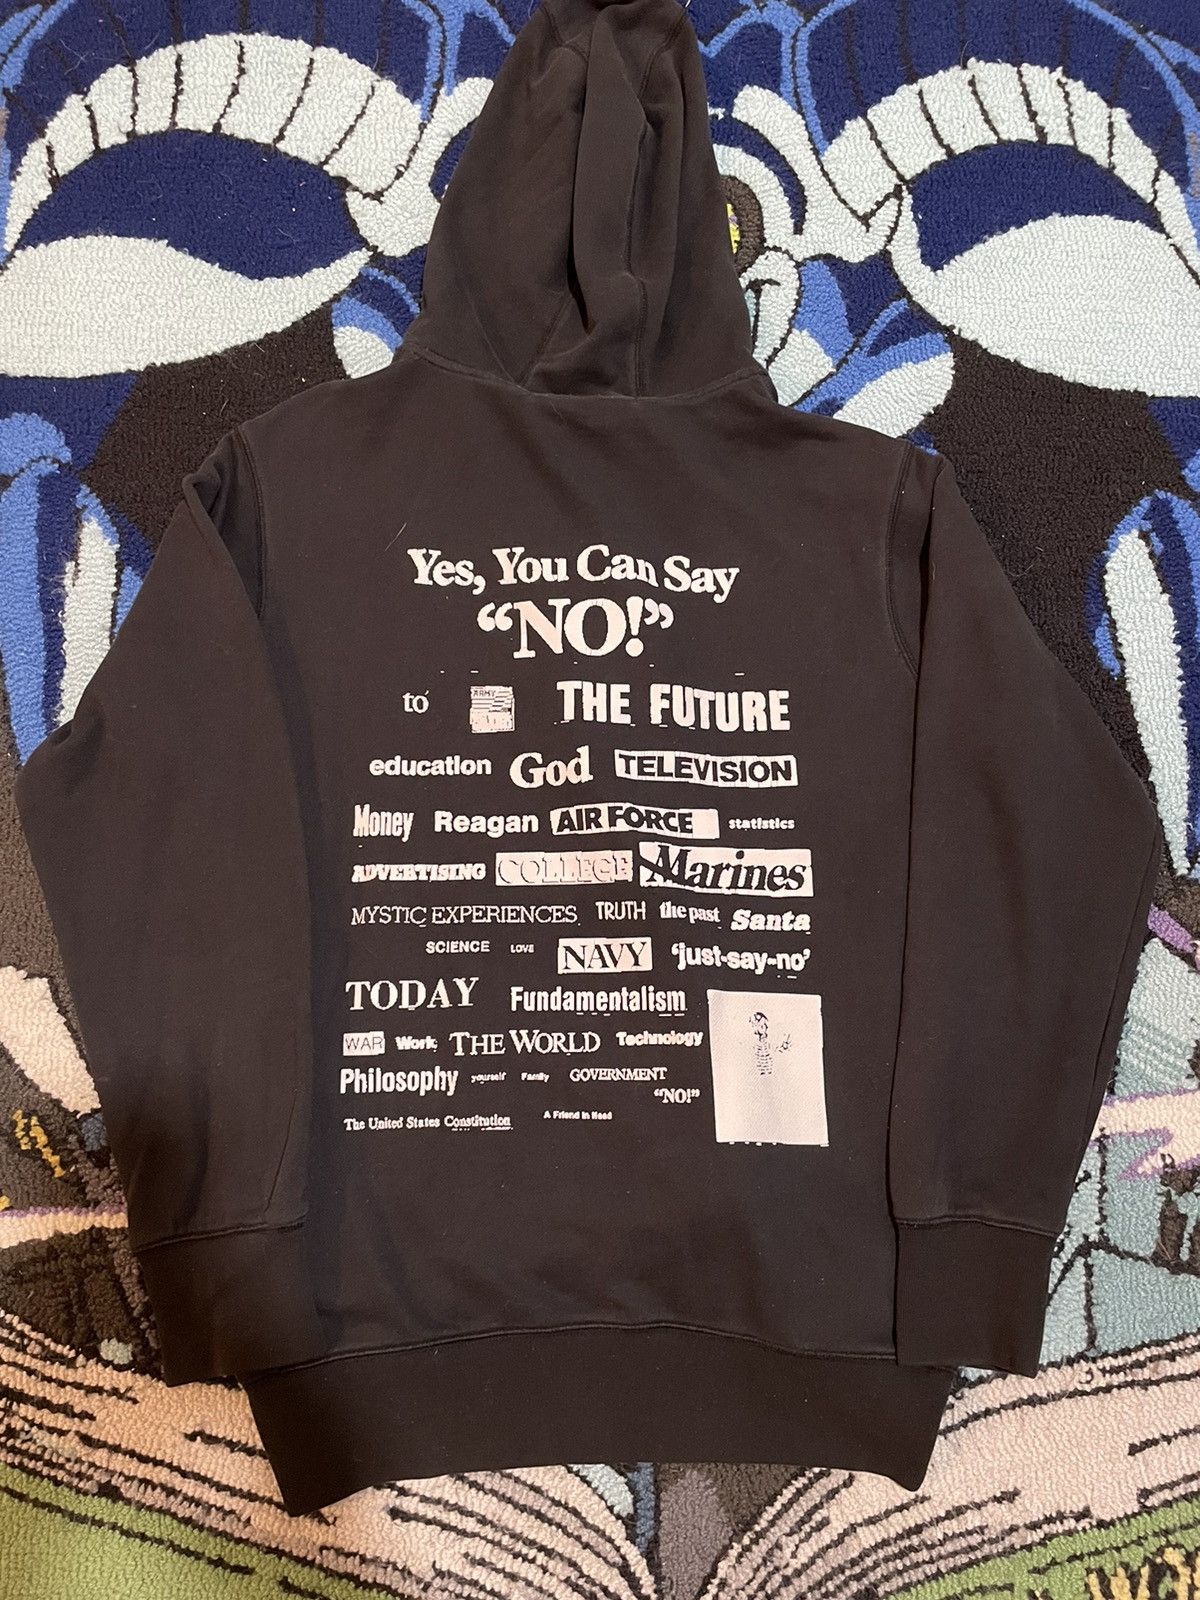 Yes, You Can Say
“NO!”
to ARMY THE FUTURE
education God TELEVISION
Money Reagan AIR FORCE statistics
ADVERTISING COLLEGE Marines
MYSTIC EXPERIENCES TRUTH the past Santa
SCIENCE LOVE NAVY ‘just-say-no’
TODAY Fundamentalism
WAR Work THE WORLD Technology
Philosophy yourself Family GOVERNMENT
“NO!”
The United States Constitution A Friend in Need